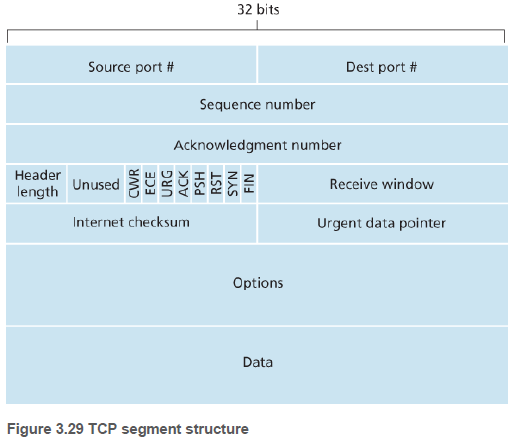 32 bits
Source port #
Dest port #
Sequence number
Acknowledgment number
Header
length
Unused
CWR
ECE
URG
ACK
PSH
RST
SYN
FIN
Receive window
Internet checksum
Urgent data pointer
Options
Data
Figure 3.29 TCP segment structure